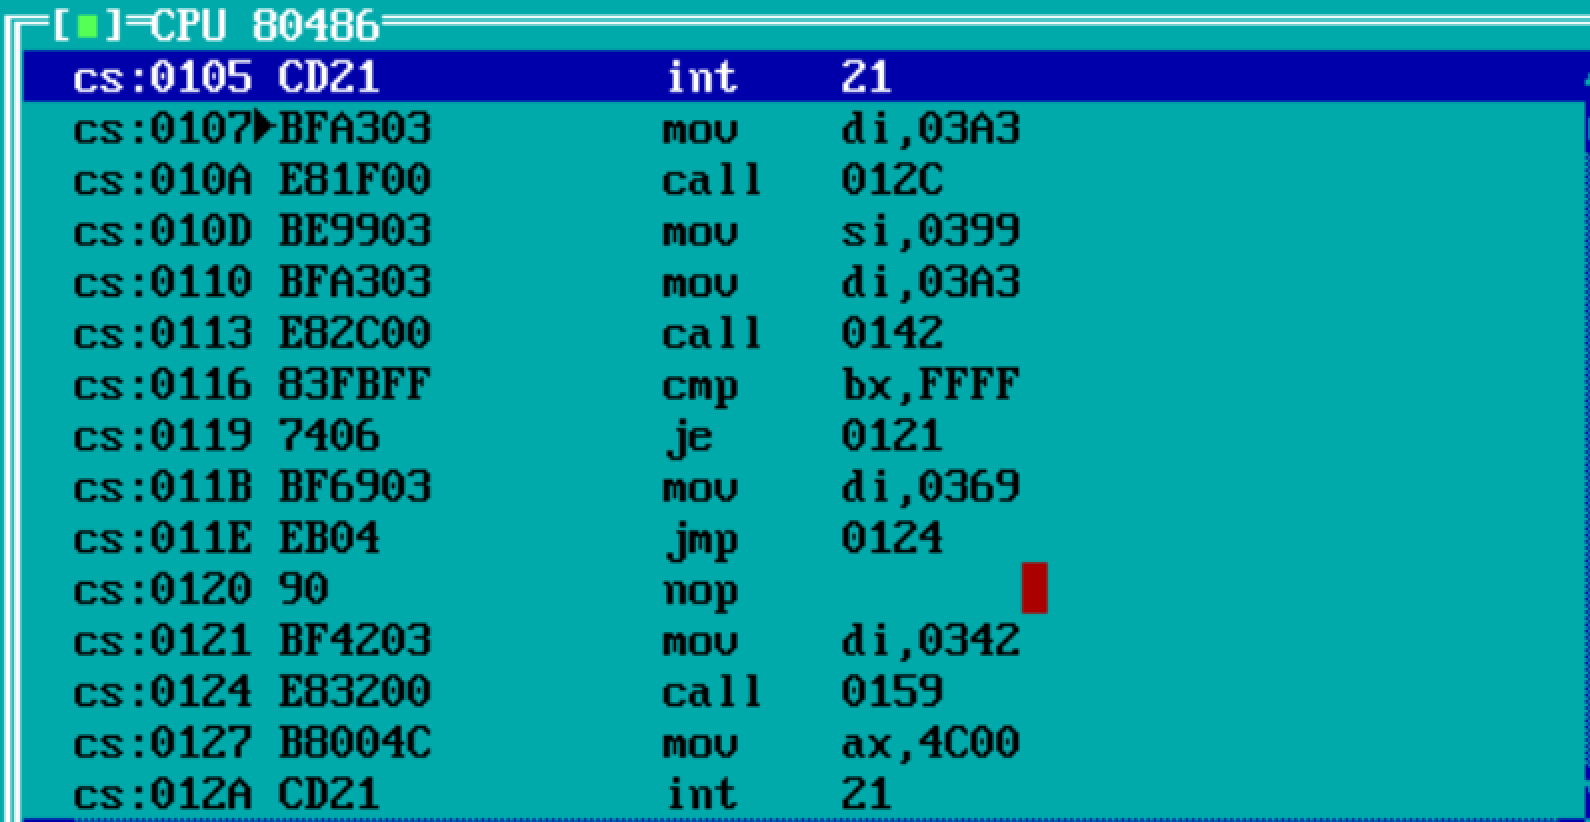 [■]=CPU 80486
cs:0105 CD21 int 21
cs:0107►BFA303 mov di,03A3
cs:010A E81F00 call 012C
cs:010D BE9903 mov si,0399
cs:0110 BFA303 mov di,03A3
cs:0113 E82C00 call 0142
cs:0116 83FBFF cmp bx,FFFF
cs:0119 7406 je 0121
cs:011B BF6903 mov di,0369
cs:011E EB04 jmp 0124
cs:0120 90 nop
cs:0121 BF4203 mov di,0342
cs:0124 E83200 call 0159
cs:0127 B8004C mov ax,4C00
cs:012A CD21 int 21